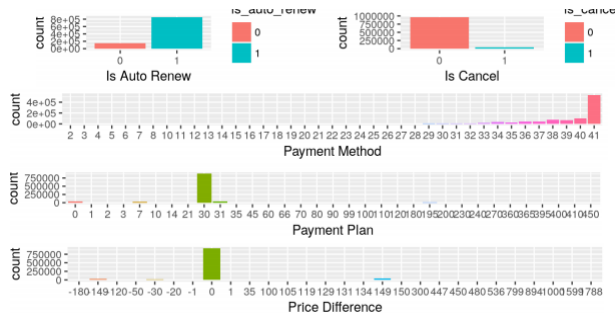 is_auto_renew
is_cance
count
8e+05
6e+05
4e+05
2e+05
0e+00
0 1
Is Auto Renew
0
1
count
1000000
750000
500000
250000
0
0 1
Is Cancel
0
1
count
4e+05
2e+05
0e+00
2 3 4 6 7 8 10 11 12 13 14 15 16 17 18 19 20 21 22 23 24 25 26 27 28 29 30 31 32 33 34 35 36 37 38 39 40 41
Payment Method
count
750000
500000
250000
0
0 1 2 3 7 10 14 21 30 31 35 45 60 66 70 80 90 99 100 110 120 180 195 200 230 240 270 360 365 395 400 410 450
Payment Plan
count
750000
500000
250000
0
-180 -149 -120 -50 -30 -20 -1 0 1 35 100 105 119 129 131 134 149 150 300 447 450 480 536 799 894 1000 1599 1788
Price Difference